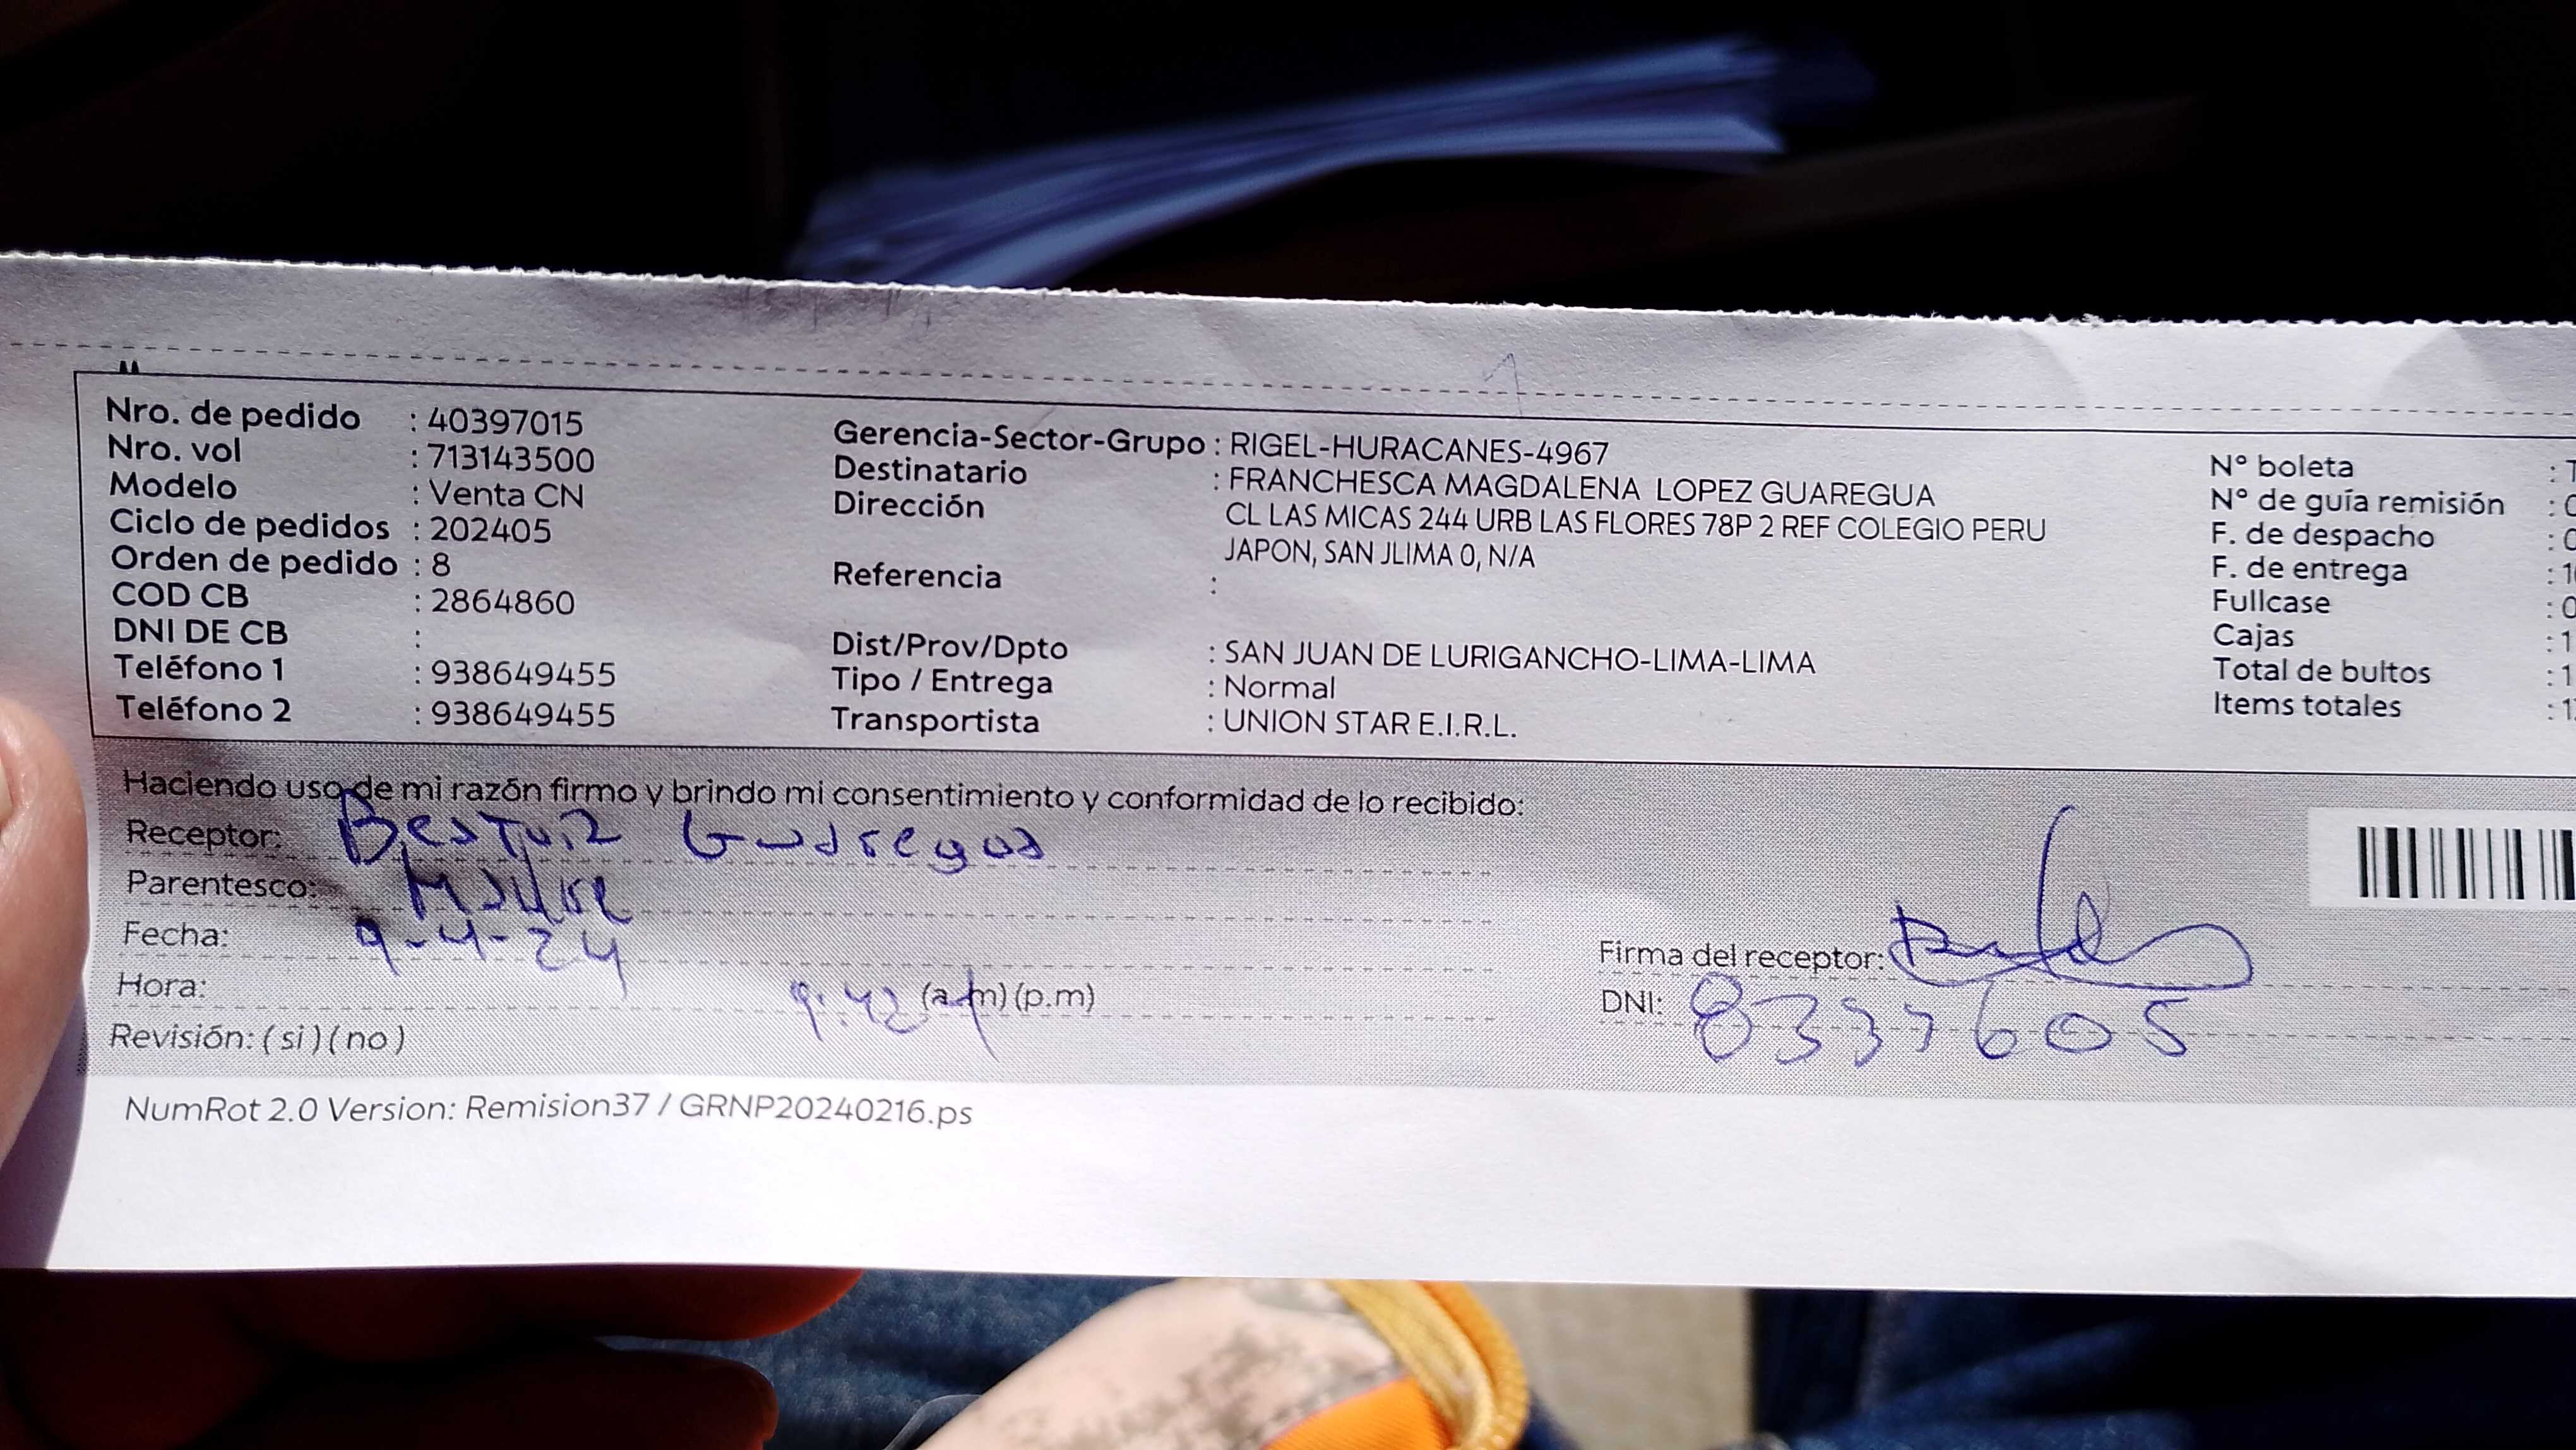 Nro. de pedido : 40397015
Nro. vol : 713143500
Modelo : Venta CN
Ciclo de pedidos : 202405
Orden de pedido : 8
COD CB : 2864860
DNI DE CB :
Teléfono 1 : 938649455
Teléfono 2 : 938649455
Gerencia-Sector-Grupo : RIGEL-HURACANES-4967
Destinatario : FRANCHESCA MAGDALENA LOPEZ GUAREGUA
Dirección CL LAS MICAS 244 URB LAS FLORES 78P 2 REF COLEGIO PERU
JAPON, SAN JLIMA 0, N/A
Referencia :
Dist/Prov/Dpto : SAN JUAN DE LURIGANCHO-LIMA-LIMA
Tipo / Entrega : Normal
Transportista : UNION STAR E.I.R.L.
N° boleta :
N° de guía remisión :
F. de despacho :
F. de entrega :
Fullcase :
Cajas : 1
Total de bultos : 1
Items totales :
Haciendo uso de mi razón firmo y brindo mi consentimiento y conformidad de lo recibido:
Receptor:
Parentesco: Madre
Fecha: 9-4-24
Hora: 9:42 (a.m) (p.m)
Revisión: ( si ) ( no )
Firma del receptor:
DNI: 8337605
NumRot 2.0 Version: Remision37 / GRNP20240216.ps